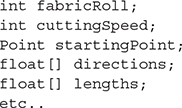 int fabricRoll;
int cuttingSpeed;
Point startingPoint;
float[] directions;
float[] lengths;
etc..